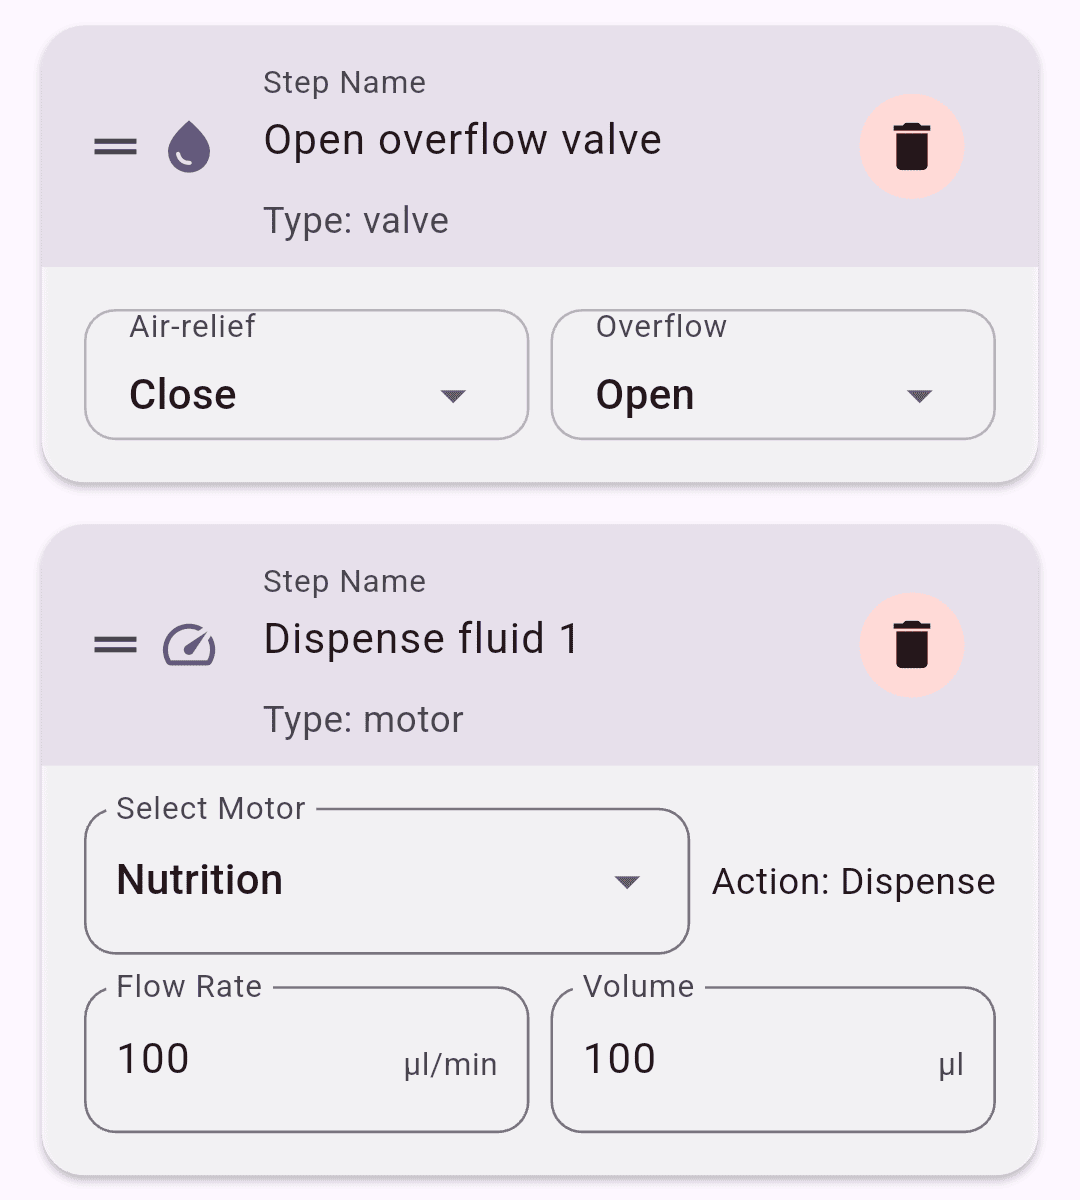 Step Name
Open overflow valve
Type: valve
Air-relief
Overflow
Close
Open
Step Name
Dispense fluid 1
Type: motor
Select Motor
Nutrition
Action: Dispense
Flow Rate
Volume
100 µl/min
100 µl